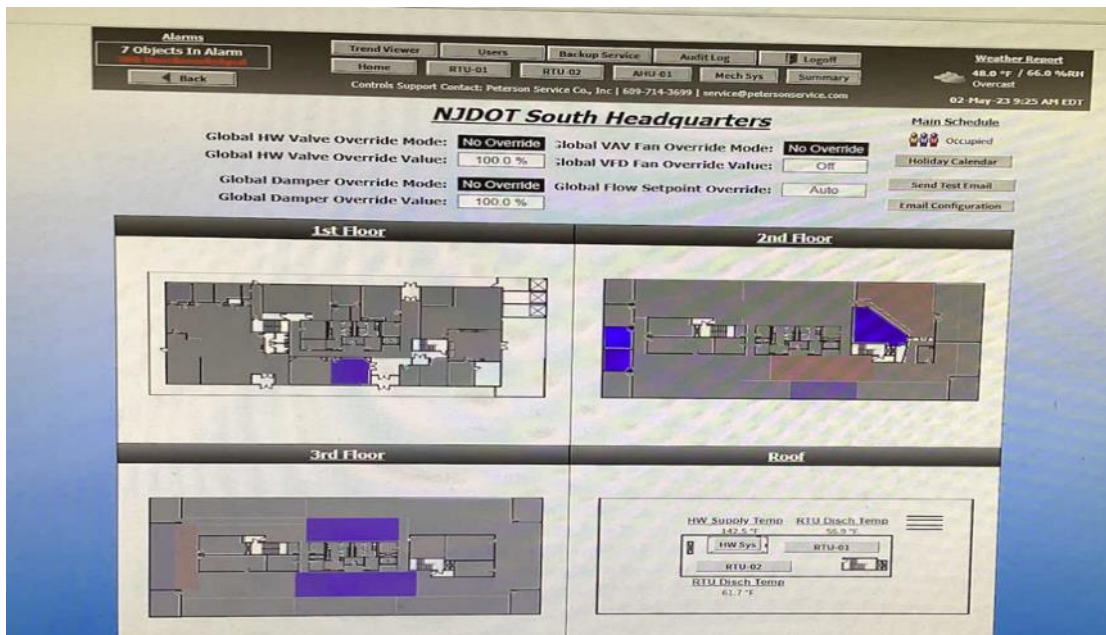 Alarms
7 Objects In Alarm
Back
Trend Viewer Users Backup Service Audit Log Logoff
Home RTU-01 RTU-02 AHU-01 Mech Sys Summary
Controls Support Contact: Peterson Service Co., Inc | 609-714-3699 | service@petersonservice.com
Weather Report
48.0 °F / 66.0 %RH
Overcast
02-May-23 9:25 AM EDT
NJDOT South Headquarters
Global HW Valve Override Mode: No Override
Global HW Valve Override Value: 100.0 %
Global Damper Override Mode: No Override
Global Damper Override Value: 100.0 %
Global VAV Fan Override Mode: No Override
Global VFD Fan Override Value: Off
Global Flow Setpoint Override: Auto
Main Schedule
Occupied
Holiday Calendar
Send Test Email
Email Configuration
1st Floor
2nd Floor
3rd Floor
Roof
HW Supply Temp RTU Disch Temp
142.5 °F 56.9 °F
HW Sys RTU-01
RTU-02
RTU Disch Temp
61.7 °F